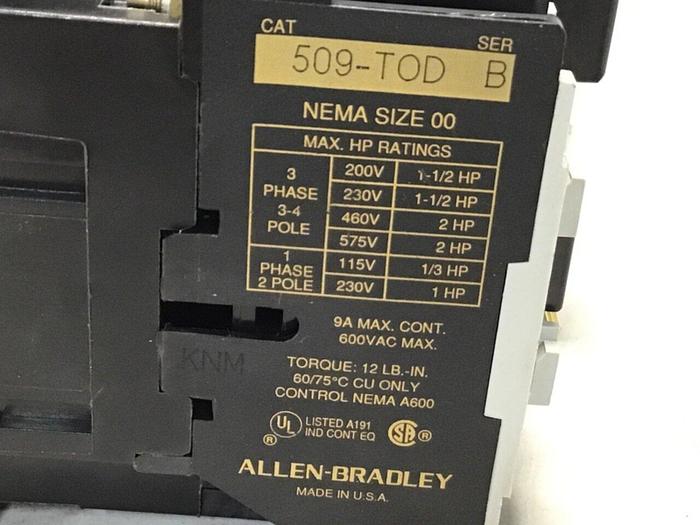 CAT
SER
509-TOD B
NEMA SIZE 00
MAX. HP RATINGS
3 PHASE 3-4 POLE
200V 1-1/2 HP
230V 1-1/2 HP
460V 2 HP
575V 2 HP
1 PHASE 2 POLE
115V 1/3 HP
230V 1 HP
9A MAX. CONT.
600VAC MAX.
KNM
TORQUE: 12 LB.-IN.
60/75°C CU ONLY
CONTROL NEMA A600
UL ® LISTED A191
IND CONT EQ
SA ®
ALLEN-BRADLEY
MADE IN U.S.A.